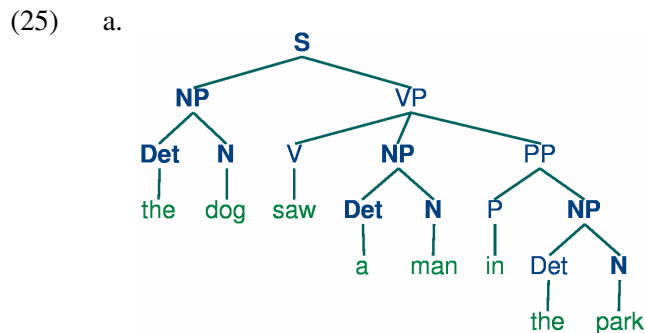 (25) a.
S
NP VP
Det N V NP PP
the dog saw Det N P NP
a man in Det N
the park